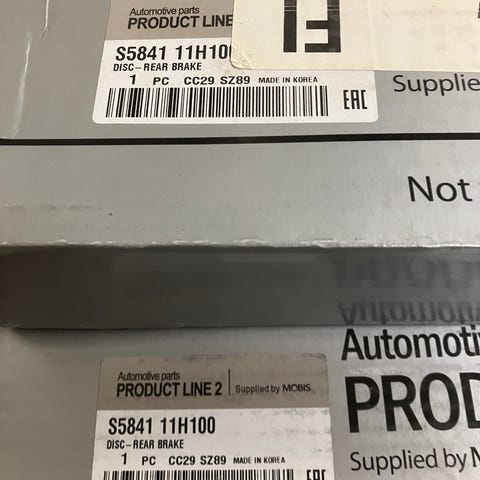 Automotive parts
PRODUCT LINE
S5841 11H100
DISC-REAR BRAKE
1 PC CC29 SZ89 MADE IN KOREA
EAC
Supplie
Not
Automoti
Automotive parts
PRODUCT LINE 2 Supplied by MOBIS
PROD
S5841 11H100
DISC-REAR BRAKE
1 PC CC29 SZ89 MADE IN KOREA
Supplied by M
EAC